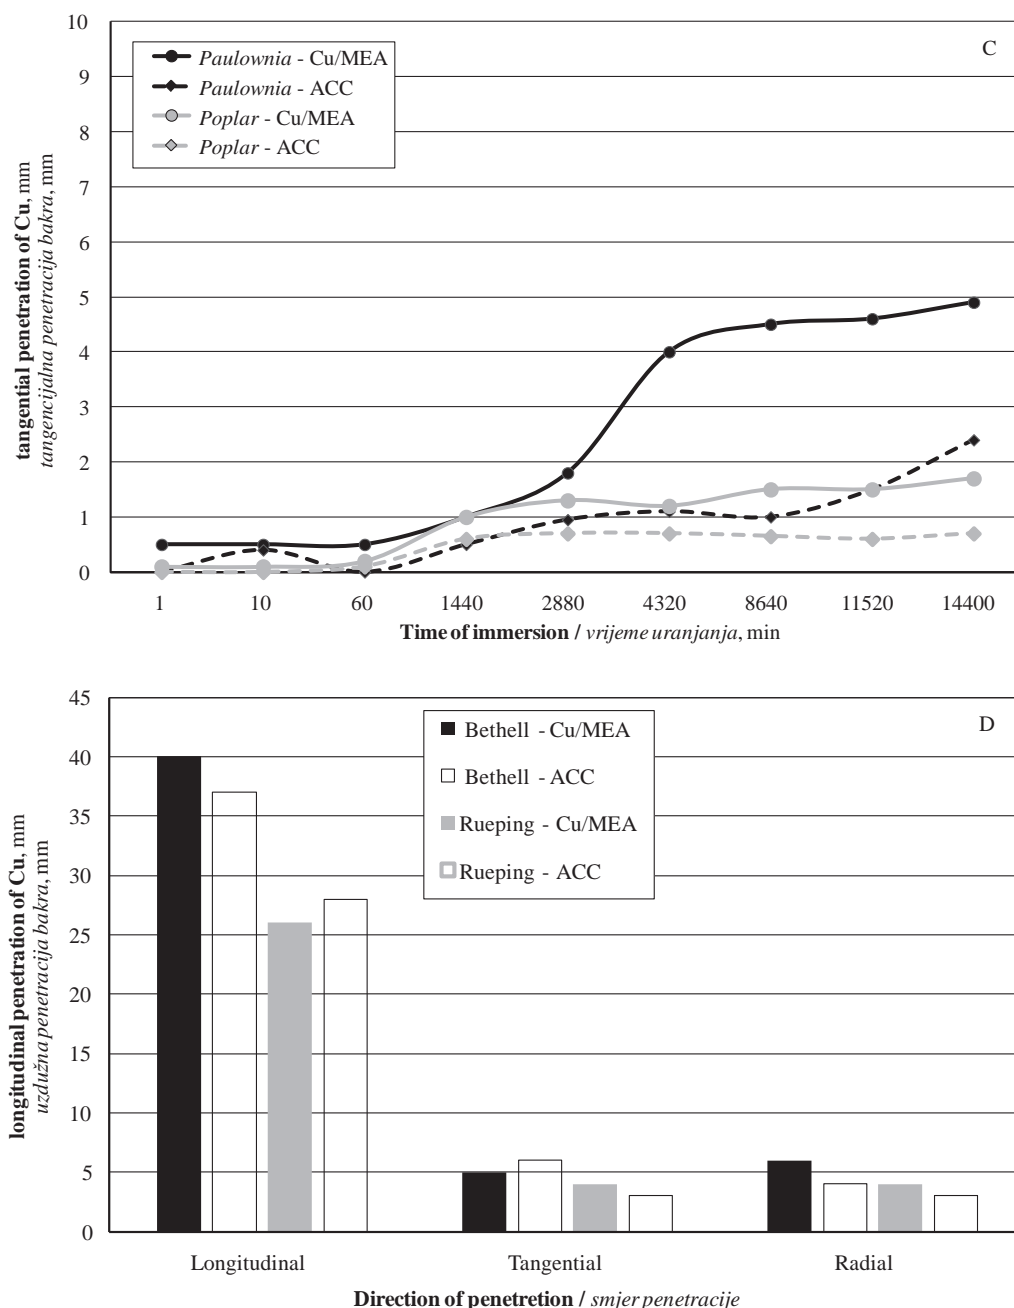 10
9
8
7
6
5
4
3
2
1
0
C
Paulownia - Cu/MEA
Paulownia - ACC
Poplar - Cu/MEA
Poplar - ACC
tangential penetration of Cu, mm
tangencijalna penetracija bakra, mm
1 10 60 1440 2880 4320 8640 11520 14400
Time of immersion / vrijeme uranjanja, min
45
40
35
30
25
20
15
10
5
0
D
Bethell - Cu/MEA
Bethell - ACC
Rueping - Cu/MEA
Rueping - ACC
longitudinal penetration of Cu, mm
uzdužna penetracija bakra, mm
Longitudinal Tangential Radial
Direction of penetretion / smjer penetracije